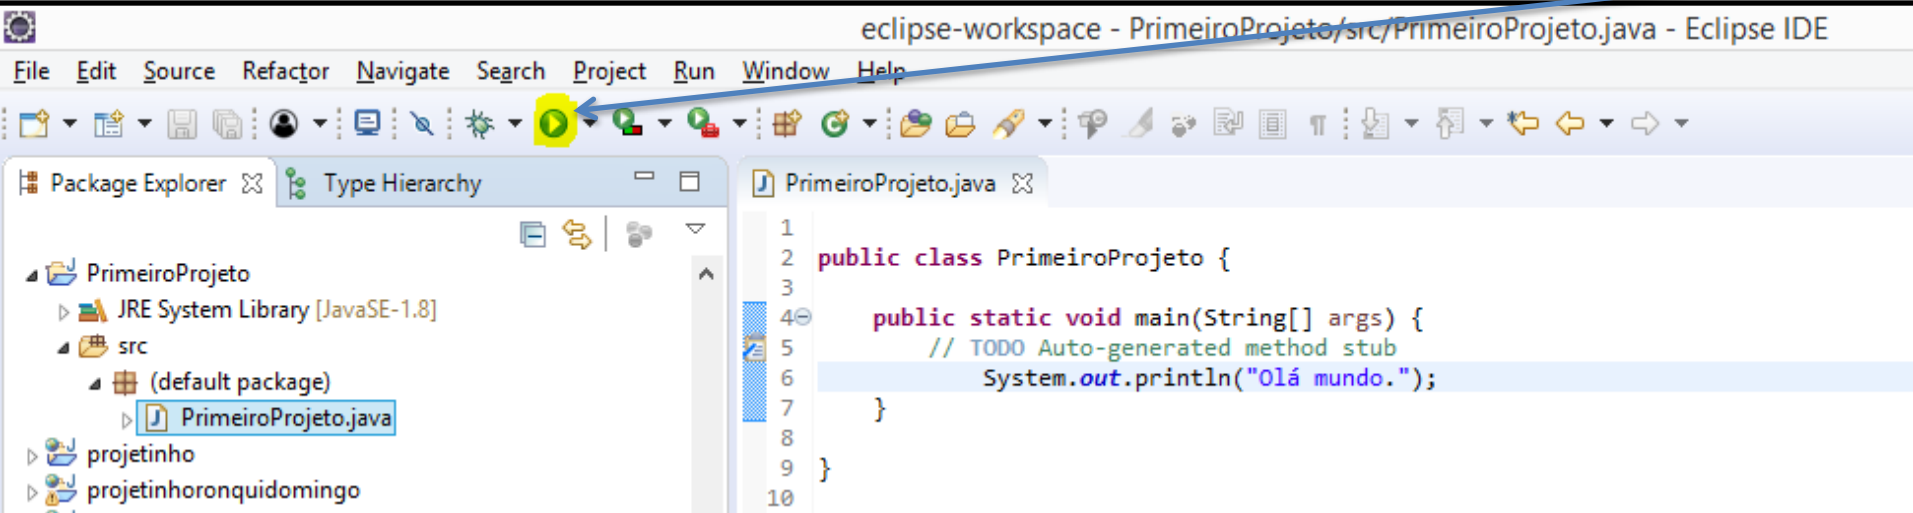 eclipse-workspace - PrimeiroProjeto/src/PrimeiroProjeto.java - Eclipse IDE
File Edit Source Refactor Navigate Search Project Run Window Help
Package Explorer Type Hierarchy
PrimeiroProjeto
JRE System Library [JavaSE-1.8]
src
(default package)
PrimeiroProjeto.java
projetinho
projetinhoronquidomingo
PrimeiroProjeto.java
1
2 public class PrimeiroProjeto {
3
4 public static void main(String[] args) {
5 // TODO Auto-generated method stub
6 System.out.println("Olá mundo.");
7 }
8
9 }
10